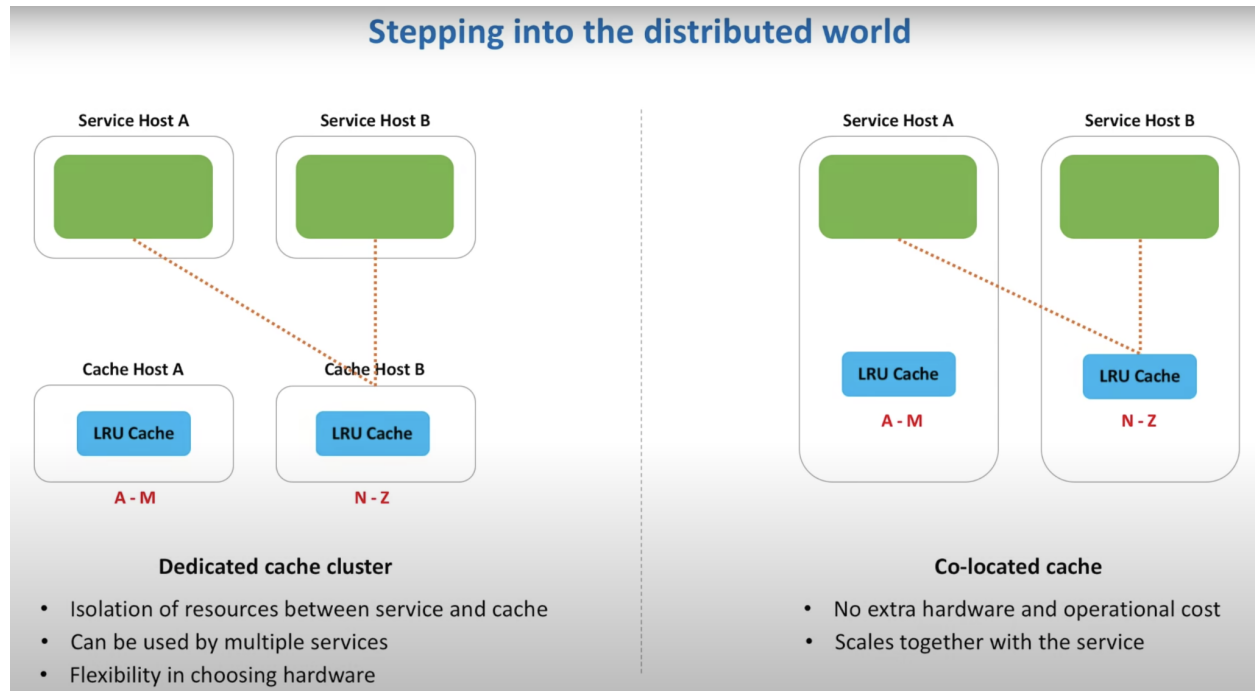 Stepping into the distributed world
Service Host A
Service Host B
Cache Host A
Cache Host B
LRU Cache
LRU Cache
A - M
N - Z
Dedicated cache cluster
• Isolation of resources between service and cache
• Can be used by multiple services
• Flexibility in choosing hardware
Service Host A
Service Host B
LRU Cache
LRU Cache
A - M
N - Z
Co-located cache
• No extra hardware and operational cost
• Scales together with the service